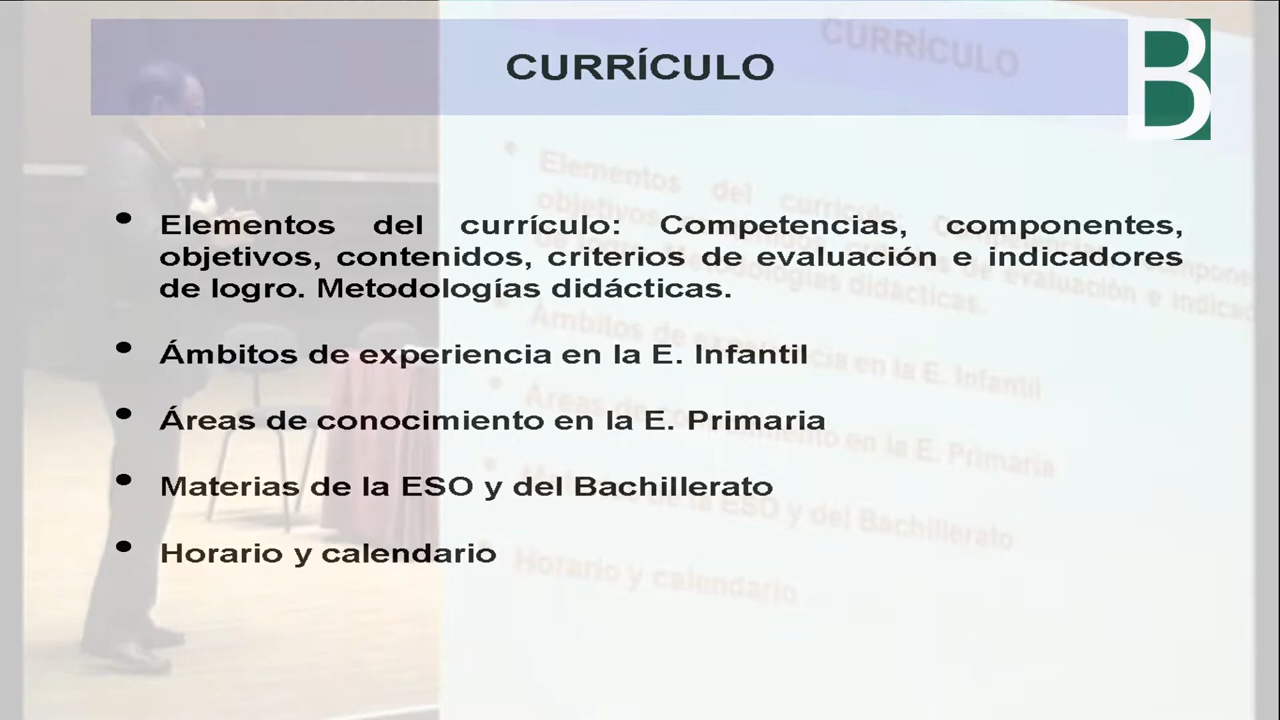 CURRÍCULO
B
• Elementos del currículo: Competencias, componentes,
objetivos, contenidos, criterios de evaluación e indicadores
de logro. Metodologías didácticas.
• Ámbitos de experiencia en la E. Infantil
• Áreas de conocimiento en la E. Primaria
• Materias de la ESO y del Bachillerato
• Horario y calendario